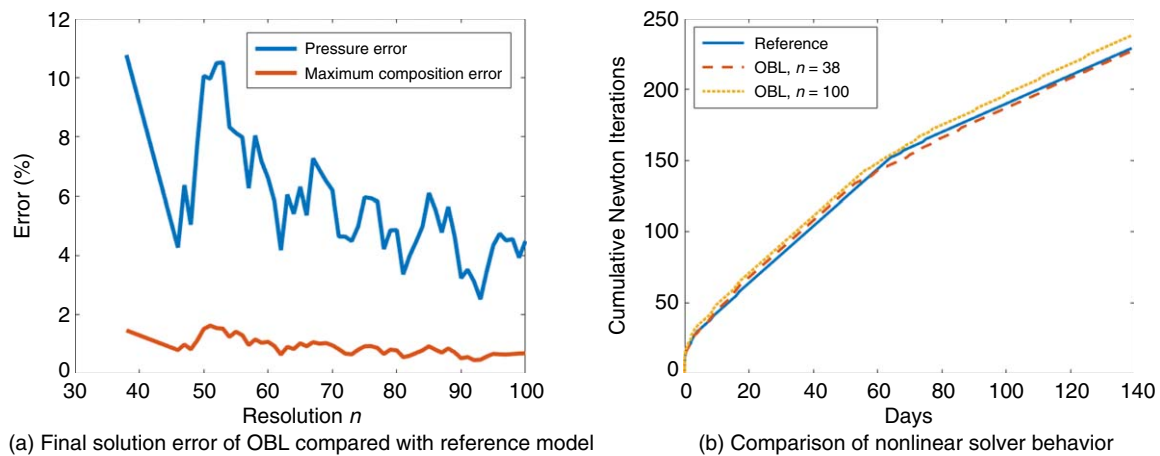 12
10
8
6
4
2
0
Error (%)
Pressure error
Maximum composition error
30 40 50 60 70 80 90 100
Resolution n
(a) Final solution error of OBL compared with reference model
250
200
150
100
50
0
Cumulative Newton Iterations
Reference
OBL, n = 38
OBL, n = 100
0 20 40 60 80 100 120 140
Days
(b) Comparison of nonlinear solver behavior